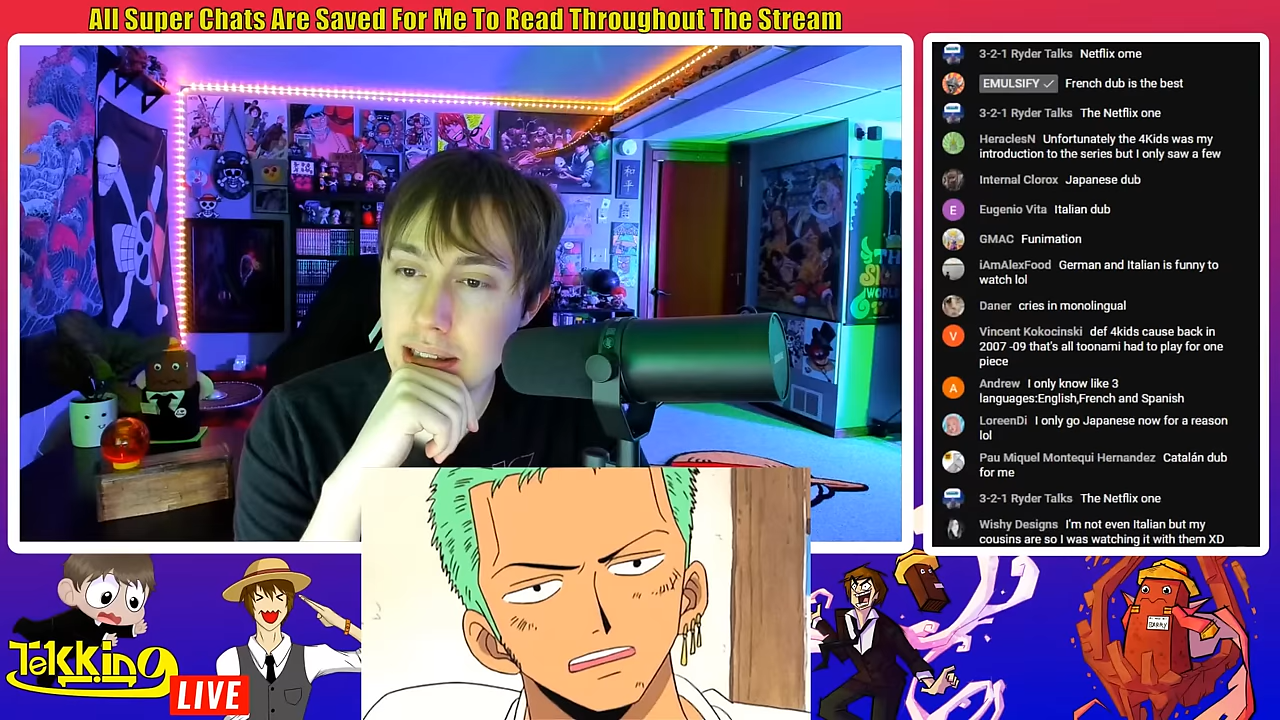 All Super Chats Are Saved For Me To Read Throughout The Stream
3-2-1 Ryder Talks Netflix ome
EMULSIFY French dub is the best
3-2-1 Ryder Talks The Netflix one
HeraclesN Unfortunately the 4Kids was my
introduction to the series but I only saw a few
Internal Clorox Japanese dub
E Eugenio Vita Italian dub
GMAC Funimation
iAmAlexFood German and Italian is funny to
watch lol
Daner cries in monolingual
V Vincent Kokocinski def 4kids cause back in
2007 -09 that's all toonami had to play for one
piece
A Andrew I only know like 3
languages:English,French and Spanish
LoreenDi I only go Japanese now for a reason
lol
Pau Miquel Montequi Hernandez Catalán dub
for me
3-2-1 Ryder Talks The Netflix one
Wishy Designs I'm not even Italian but my
cousins are so I was watching it with them XD
和平
Tekking
LIVE
BARRY